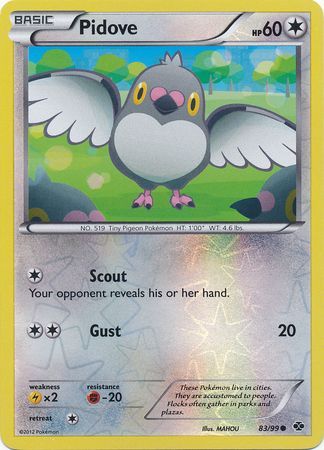 BASIC
Pidove
HP60
NO. 519 Tiny Pigeon Pokémon HT: 1'00" WT: 4.6 lbs.
Scout
Your opponent reveals his or her hand.
Gust 20
weakness resistance
×2 -20
retreat
These Pokémon live in cities.
They are accustomed to people.
Flocks often gather in parks and
plazas.
©2012 Pokémon
Illus. MAHOU
83/99